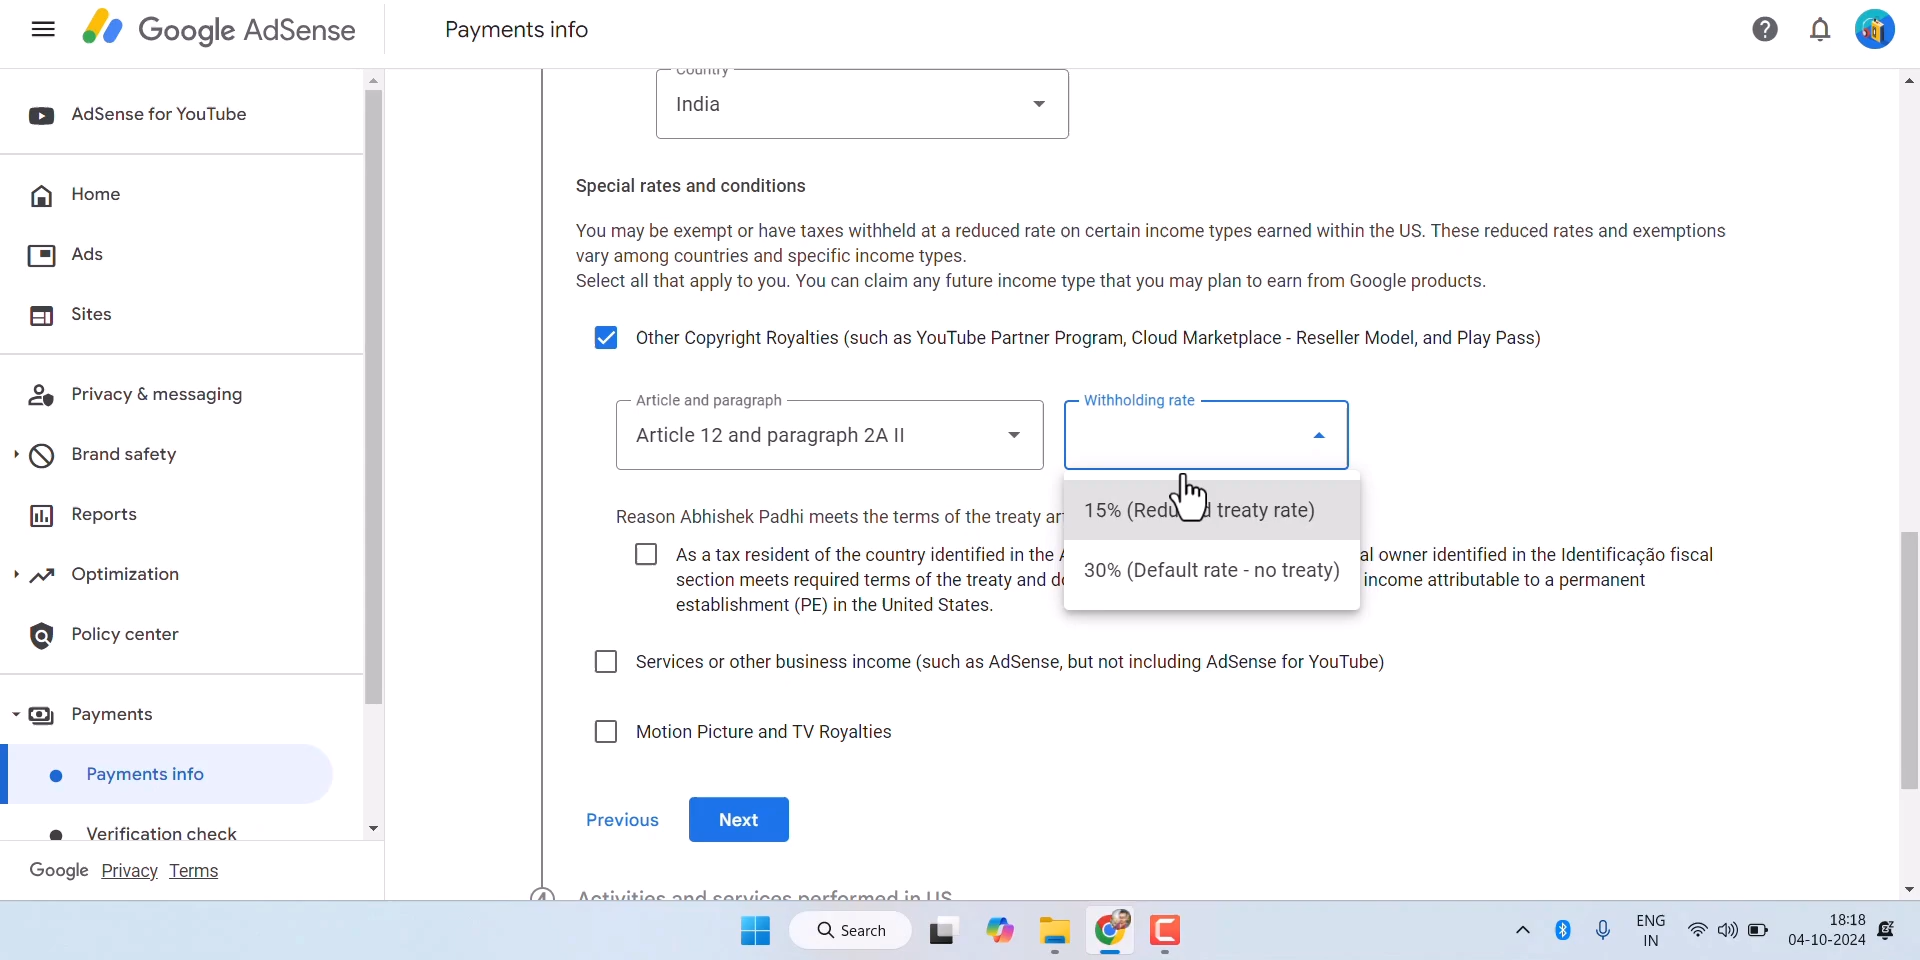 Google AdSense
Payments info
AdSense for YouTube
Home
Ads
Sites
Privacy & messaging
Brand safety
Reports
Optimization
Policy center
Payments
Payments info
Verification check
Google Privacy Terms
Country
India
Special rates and conditions
You may be exempt or have taxes withheld at a reduced rate on certain income types earned within the US. These reduced rates and exemptions
vary among countries and specific income types.
Select all that apply to you. You can claim any future income type that you may plan to earn from Google products.
Other Copyright Royalties (such as YouTube Partner Program, Cloud Marketplace - Reseller Model, and Play Pass)
Article and paragraph
Article 12 and paragraph 2A II
Withholding rate
15% (Reduced treaty rate)
30% (Default rate - no treaty)
Reason Abhishek Padhi meets the terms of the treaty
As a tax resident of the country identified in the al owner identified in the Identificação fiscal
section meets required terms of the treaty and income attributable to a permanent
establishment (PE) in the United States.
Services or other business income (such as AdSense, but not including AdSense for YouTube)
Motion Picture and TV Royalties
Previous
Next
4 Activities and services performed in US
Search
ENG
IN
18:18
04-10-2024